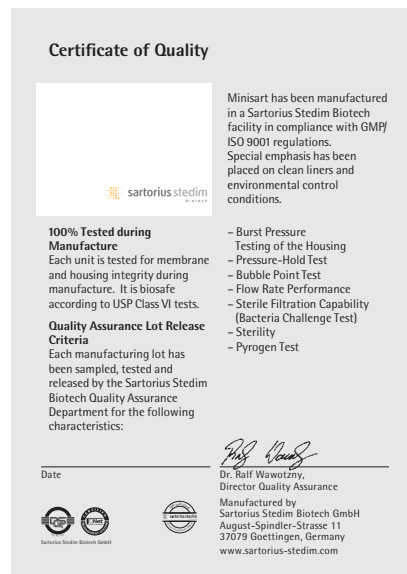 Certificate of Quality
sartorius stedim
biotech
Minisart has been manufactured
in a Sartorius Stedim Biotech
facility in compliance with GMP/
ISO 9001 regulations.
Special emphasis has been
placed on clean liners and
environmental control
conditions.
100% Tested during
Manufacture
Each unit is tested for membrane
and housing integrity during
manufacture. It is biosafe
according to USP Class VI tests.
Quality Assurance Lot Release
Criteria
Each manufacturing lot has
been sampled, tested and
released by the Sartorius Stedim
Biotech Quality Assurance
Department for the following
characteristics:
– Burst Pressure
Testing of the Housing
– Pressure-Hold Test
– Bubble Point Test
– Flow Rate Performance
– Sterile Filtration Capability
(Bacteria Challenge Test)
– Sterility
– Pyrogen Test
Date
Dr. Ralf Wawotzny,
Director Quality Assurance
Manufactured by
Sartorius Stedim Biotech GmbH
August-Spindler-Strasse 11
37079 Goettingen, Germany
www.sartorius-stedim.com
DQS
IQNet
Sartorius Stedim Biotech GmbH
sartorius stedim